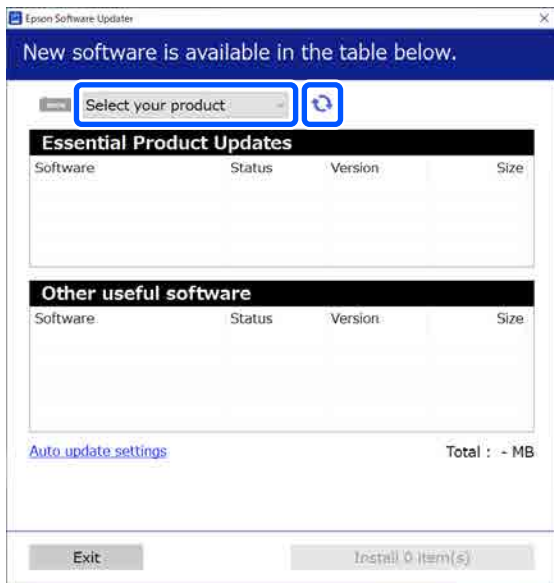 Epson Software Updater
New software is available in the table below.
Select your product
Essential Product Updates
Software Status Version Size
Other useful software
Software Status Version Size
Auto update settings Total : - MB
Exit Install 0 item(s)